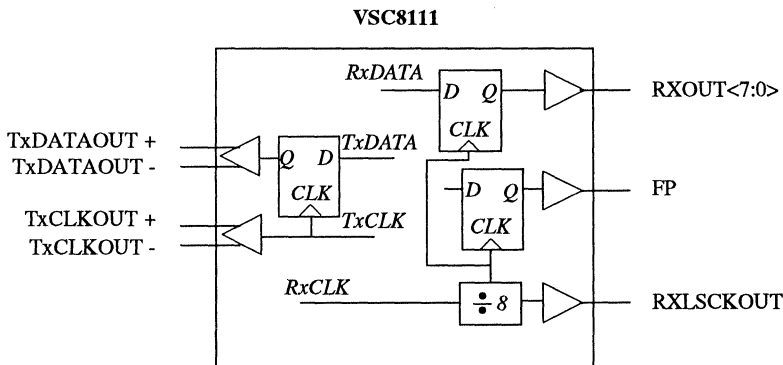 VSC8111
RxDATA
D Q
CLK
RXOUT<7:0>
TxDATAOUT +
TxDATAOUT -
Q D
CLK
TxDATA
D Q
CLK
FP
TxCLKOUT +
TxCLKOUT -
TxCLK
RxCLK
÷ 8
RXLSCKOUT